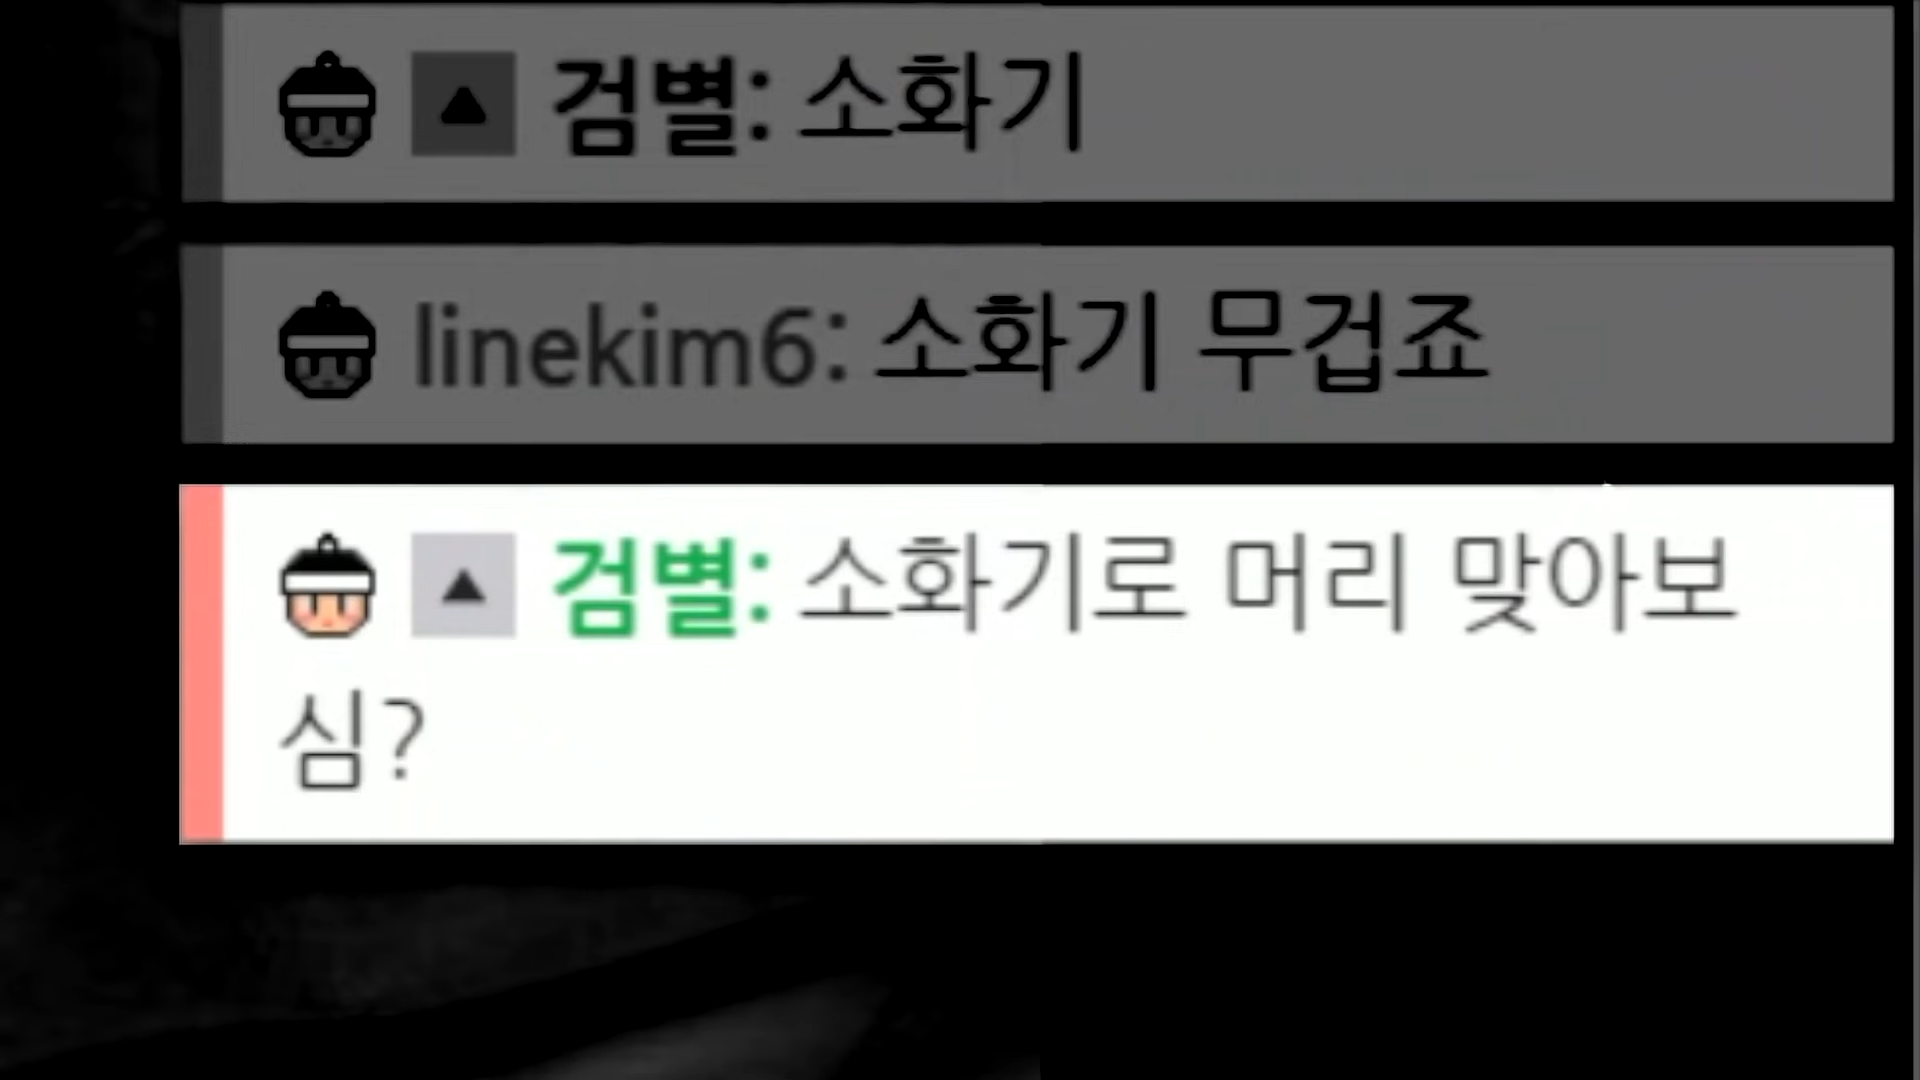 검별: 소화기
linekim6: 소화기 무겁죠
검별: 소화기로 머리 맞아보
심?